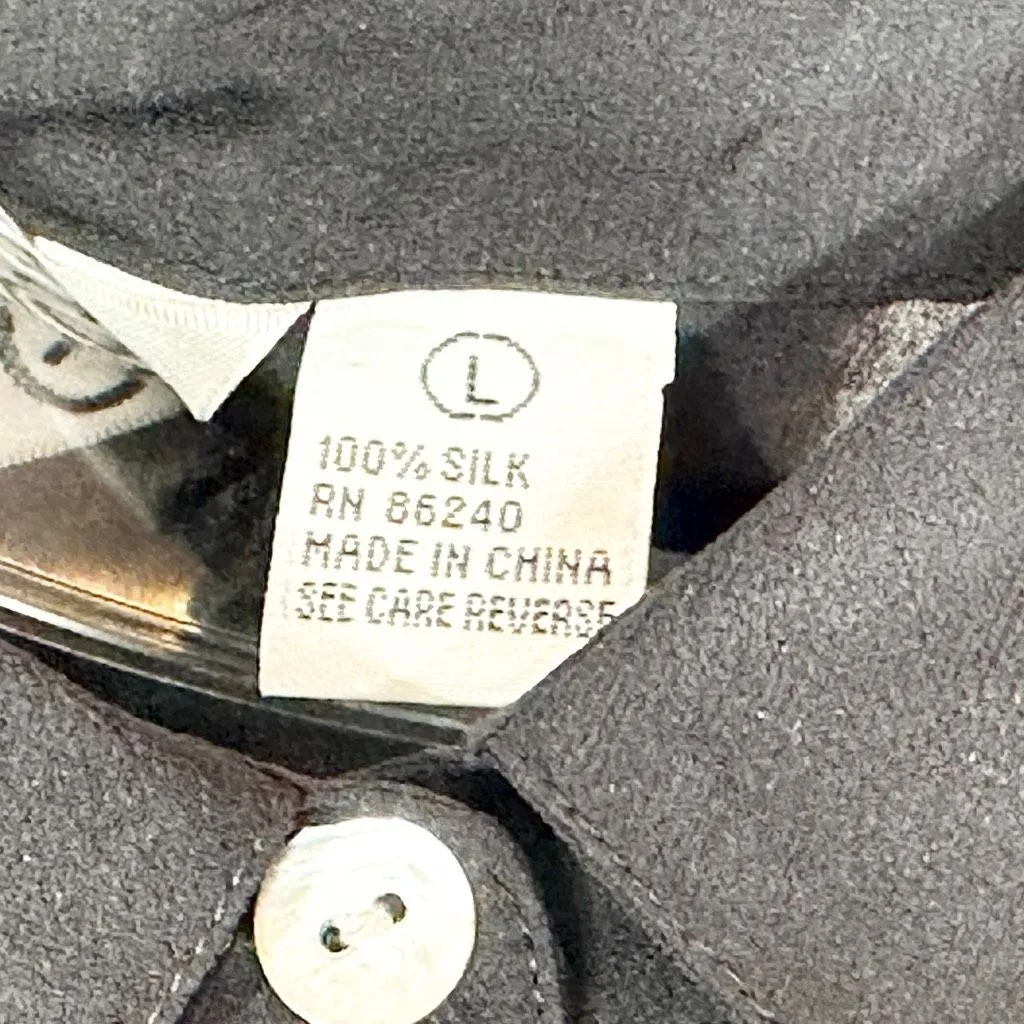 L
100% SILK
RN 86240
MADE IN CHINA
SEE CARE REVERSE